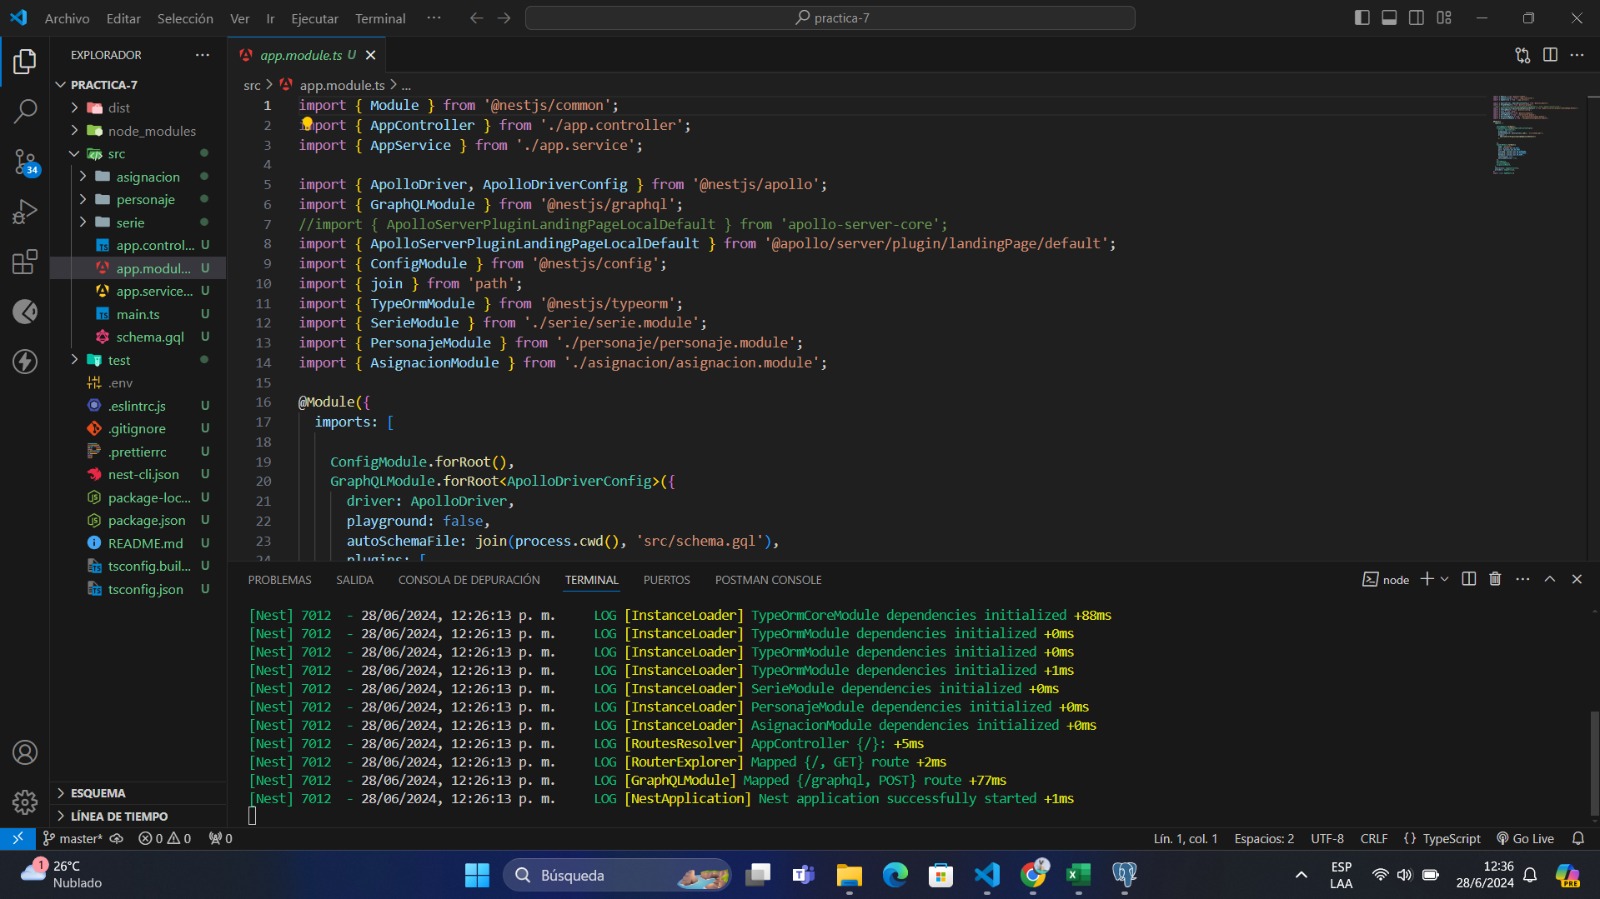 Archivo Editar Selección Ver Ir Ejecutar Terminal ··· practica-7
EXPLORADOR ···
PRACTICA-7
dist
node_modules
src
asignacion
personaje
serie
app.control... U
app.modul... U
app.service... U
main.ts U
schema.gql U
test
.env
.eslintrc.js U
.gitignore U
.prettierrc U
nest-cli.json U
package-loc... U
package.json U
README.md U
tsconfig.buil... U
tsconfig.json U
ESQUEMA
LÍNEA DE TIEMPO
34
app.module.ts U
src > app.module.ts > ...
1 import { Module } from '@nestjs/common';
2 import { AppController } from './app.controller';
3 import { AppService } from './app.service';
4
5 import { ApolloDriver, ApolloDriverConfig } from '@nestjs/apollo';
6 import { GraphQLModule } from '@nestjs/graphql';
7 //import { ApolloServerPluginLandingPageLocalDefault } from 'apollo-server-core';
8 import { ApolloServerPluginLandingPageLocalDefault } from '@apollo/server/plugin/landingPage/default';
9 import { ConfigModule } from '@nestjs/config';
10 import { join } from 'path';
11 import { TypeOrmModule } from '@nestjs/typeorm';
12 import { SerieModule } from './serie/serie.module';
13 import { PersonajeModule } from './personaje/personaje.module';
14 import { AsignacionModule } from './asignacion/asignacion.module';
15
16 @Module({
17 imports: [
18
19 ConfigModule.forRoot(),
20 GraphQLModule.forRoot<ApolloDriverConfig>({
21 driver: ApolloDriver,
22 playground: false,
23 autoSchemaFile: join(process.cwd(), 'src/schema.gql'),
24 plugins: [
PROBLEMAS SALIDA CONSOLA DE DEPURACIÓN TERMINAL PUERTOS POSTMAN CONSOLE node
[Nest] 7012 - 28/06/2024, 12:26:13 p. m. LOG [InstanceLoader] TypeOrmCoreModule dependencies initialized +88ms
[Nest] 7012 - 28/06/2024, 12:26:13 p. m. LOG [InstanceLoader] TypeOrmModule dependencies initialized +0ms
[Nest] 7012 - 28/06/2024, 12:26:13 p. m. LOG [InstanceLoader] TypeOrmModule dependencies initialized +0ms
[Nest] 7012 - 28/06/2024, 12:26:13 p. m. LOG [InstanceLoader] TypeOrmModule dependencies initialized +1ms
[Nest] 7012 - 28/06/2024, 12:26:13 p. m. LOG [InstanceLoader] SerieModule dependencies initialized +0ms
[Nest] 7012 - 28/06/2024, 12:26:13 p. m. LOG [InstanceLoader] PersonajeModule dependencies initialized +0ms
[Nest] 7012 - 28/06/2024, 12:26:13 p. m. LOG [InstanceLoader] AsignacionModule dependencies initialized +0ms
[Nest] 7012 - 28/06/2024, 12:26:13 p. m. LOG [RoutesResolver] AppController {/}: +5ms
[Nest] 7012 - 28/06/2024, 12:26:13 p. m. LOG [RouterExplorer] Mapped {/, GET} route +2ms
[Nest] 7012 - 28/06/2024, 12:26:13 p. m. LOG [GraphQLModule] Mapped {/graphql, POST} route +77ms
[Nest] 7012 - 28/06/2024, 12:26:13 p. m. LOG [NestApplication] Nest application successfully started +1ms
master* 0 0 0 Lín. 1, col. 1 Espacios: 2 UTF-8 CRLF {} TypeScript Go Live
1 26°C
Nublado
Búsqueda
ESP
LAA
12:36
28/6/2024
PRE